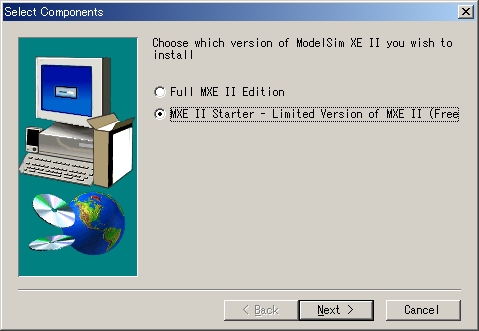 Select Components
Choose which version of ModelSim XE II you wish to
install
Full MXE II Edition
MXE II Starter - Limited Version of MXE II (Free
< Back
Next >
Cancel